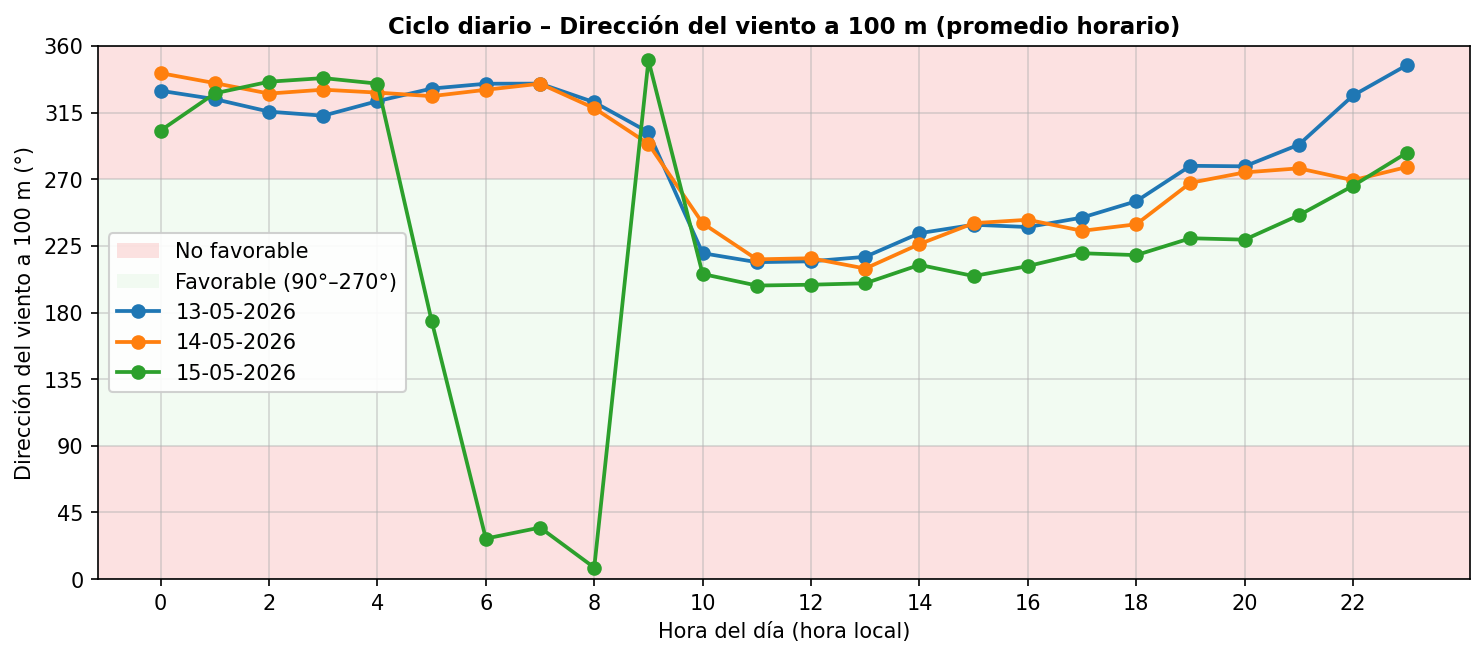 Ciclo diario – Dirección del viento a 100 m (promedio horario)
Dirección del viento a 100 m (°)
360
315
270
225
180
135
90
45
0
No favorable
Favorable (90°–270°)
13-05-2026
14-05-2026
15-05-2026
0 2 4 6 8 10 12 14 16 18 20 22
Hora del día (hora local)